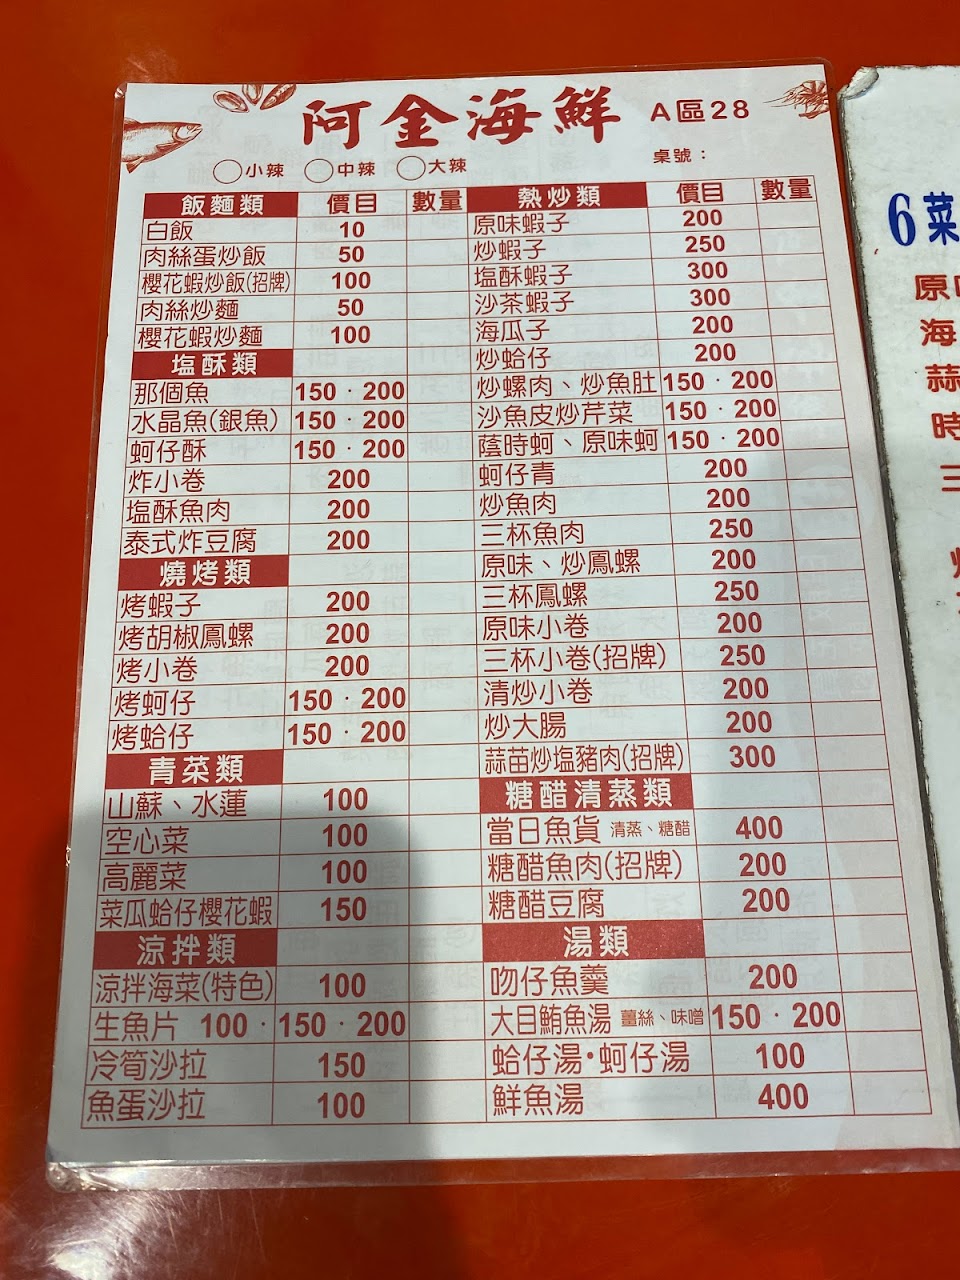 阿金海鮮 A區28
小辣 中辣 大辣 桌號：
飯麵類 價目 數量
白飯 10
肉絲蛋炒飯 50
櫻花蝦炒飯(招牌) 100
肉絲炒麵 50
櫻花蝦炒麵 100
塩酥類
那個魚 150·200
水晶魚(銀魚) 150·200
蚵仔酥 150·200
炸小卷 200
塩酥魚肉 200
泰式炸豆腐 200
燒烤類
烤蝦子 200
烤胡椒鳳螺 200
烤小卷 200
烤蚵仔 150·200
烤蛤仔 150·200
青菜類
山蘇、水蓮 100
空心菜 100
高麗菜 100
菜瓜蛤仔櫻花蝦 150
涼拌類
涼拌海菜(特色) 100
生魚片 100·150·200
冷筍沙拉 150
魚蛋沙拉 100
熱炒類 價目 數量
原味蝦子 200
炒蝦子 250
塩酥蝦子 300
沙茶蝦子 300
海瓜子 200
炒蛤仔 200
炒螺肉、炒魚肚 150·200
沙魚皮炒芹菜 150·200
蔭時蚵、原味蚵 150·200
蚵仔青 200
炒魚肉 200
三杯魚肉 250
原味、炒鳳螺 200
三杯鳳螺 250
原味小卷 200
三杯小卷(招牌) 250
清炒小卷 200
炒大腸 200
蒜苗炒塩豬肉(招牌) 300
糖醋清蒸類
當日魚貨 清蒸、糖醋 400
糖醋魚肉(招牌) 200
糖醋豆腐 200
湯類
吻仔魚羹 200
大目鮪魚湯 薑絲、味噌 150·200
蛤仔湯·蚵仔湯 100
鮮魚湯 400
6菜
原
海
蒜
時
三